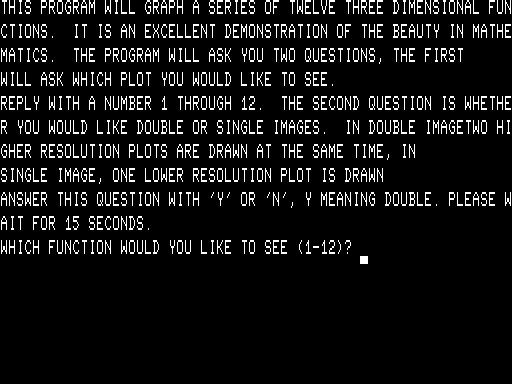 THIS PROGRAM WILL GRAPH A SERIES OF TWELVE THREE DIMENSIONAL FUN
CTIONS.  IT IS AN EXCELLENT DEMONSTRATION OF THE BEAUTY IN MATHE
MATICS.  THE PROGRAM WILL ASK YOU TWO QUESTIONS, THE FIRST
WILL ASK WHICH PLOT YOU WOULD LIKE TO SEE.
REPLY WITH A NUMBER 1 THROUGH 12.  THE SECOND QUESTION IS WHETHE
R YOU WOULD LIKE DOUBLE OR SINGLE IMAGES.  IN DOUBLE IMAGETWO HI
GHER RESOLUTION PLOTS ARE DRAWN AT THE SAME TIME, IN
SINGLE IMAGE, ONE LOWER RESOLUTION PLOT IS DRAWN
ANSWER THIS QUESTION WITH 'Y' OR 'N', Y MEANING DOUBLE. PLEASE W
AIT FOR 15 SECONDS.
WHICH FUNCTION WOULD YOU LIKE TO SEE (1-12)?